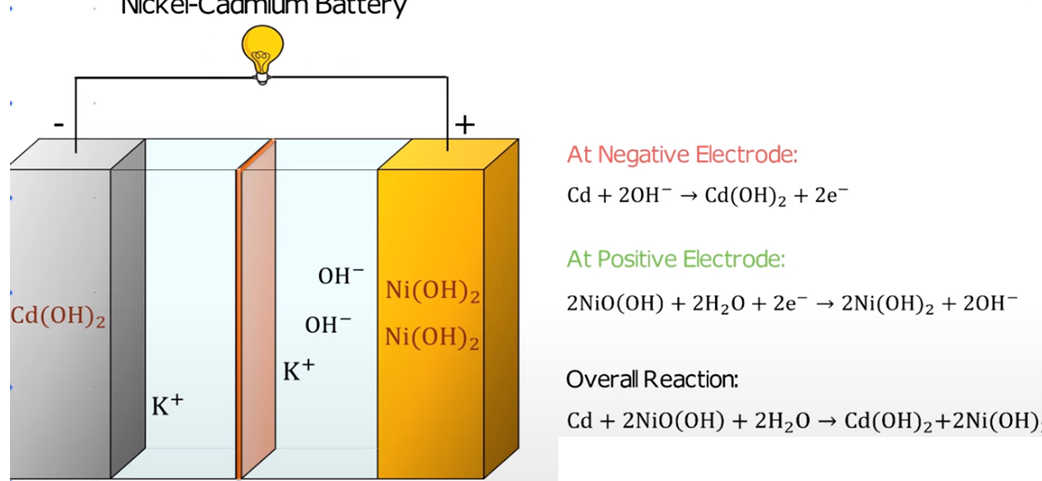 Nickel-Cadmium Battery
-
+
At Negative Electrode:
Cd + 2OH⁻ → Cd(OH)₂ + 2e⁻
At Positive Electrode:
2NiO(OH) + 2H₂O + 2e⁻ → 2Ni(OH)₂ + 2OH⁻
Overall Reaction:
Cd + 2NiO(OH) + 2H₂O → Cd(OH)₂+2Ni(OH)
OH⁻
Ni(OH)₂
Cd(OH)₂
OH⁻
Ni(OH)₂
K⁺
K⁺